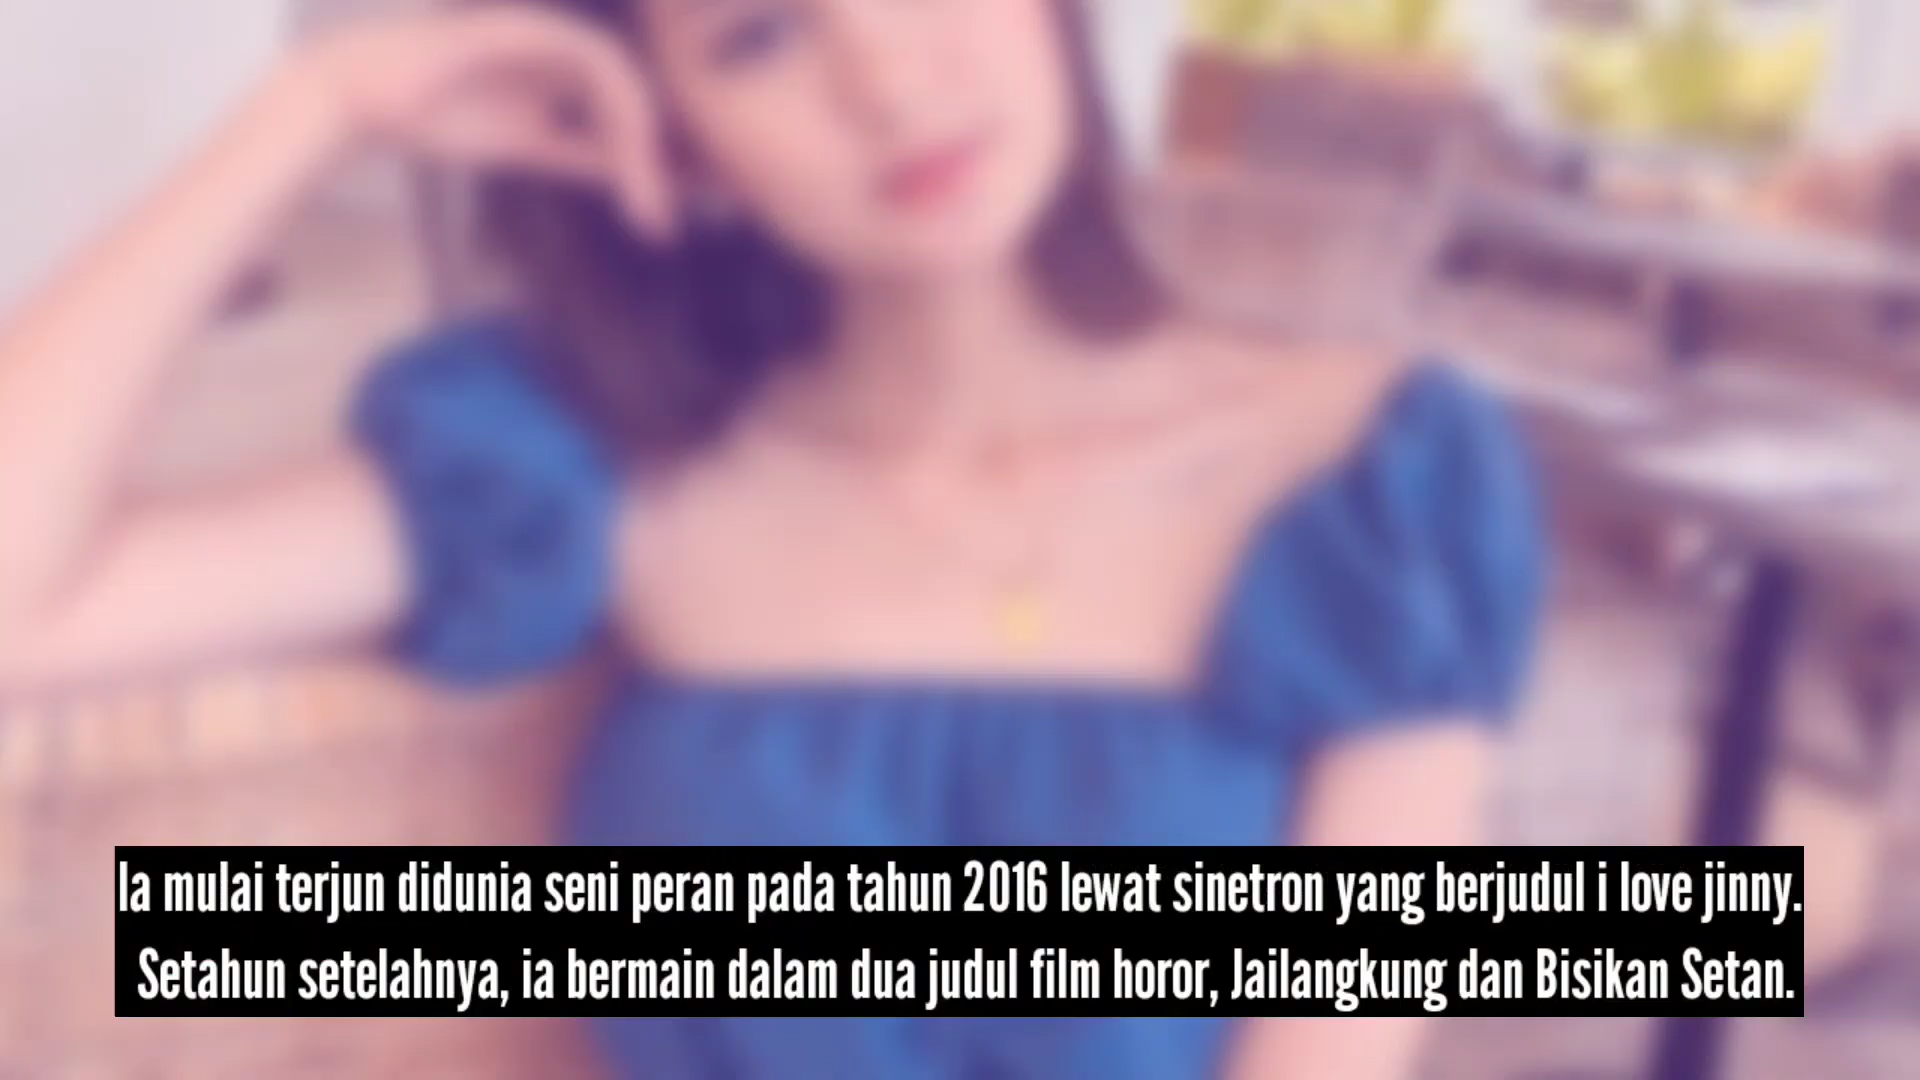 Ia mulai terjun didunia seni peran pada tahun 2016 lewat sinetron yang berjudul i love jinny.
Setahun setelahnya, ia bermain dalam dua judul film horor, Jailangkung dan Bisikan Setan.